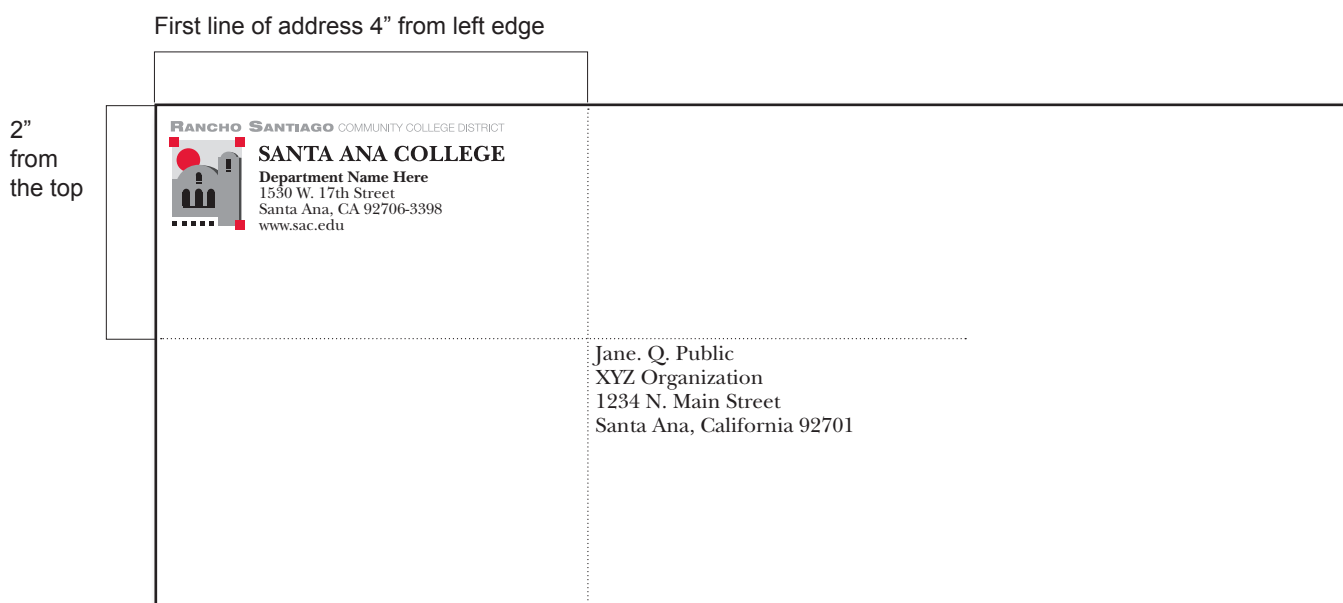 First line of address 4” from left edge
2”
from
the top
RANCHO SANTIAGO COMMUNITY COLLEGE DISTRICT
SANTA ANA COLLEGE
Department Name Here
1530 W. 17th Street
Santa Ana, CA 92706-3398
www.sac.edu
Jane. Q. Public
XYZ Organization
1234 N. Main Street
Santa Ana, California 92701